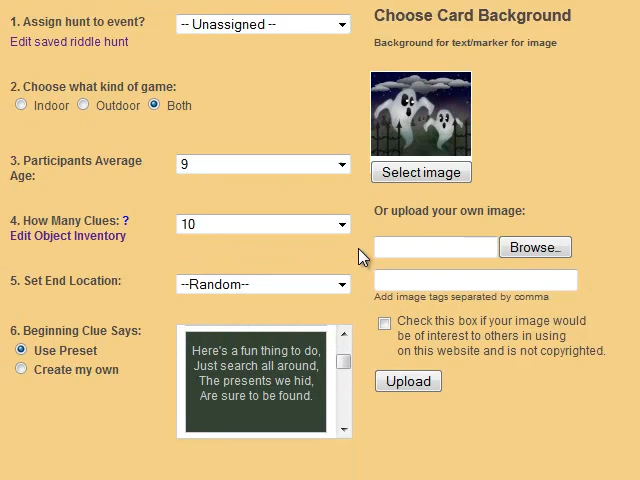 1. Assign hunt to event?
-- Unassigned --
Edit saved riddle hunt
2. Choose what kind of game:
Indoor Outdoor Both
3. Participants Average
Age:
9
4. How Many Clues: ?
10
Edit Object Inventory
5. Set End Location:
--Random--
6. Beginning Clue Says:
Use Preset
Create my own
Here's a fun thing to do,
Just search all around,
The presents we hid,
Are sure to be found.
Choose Card Background
Background for text/marker for image
Select image
Or upload your own image:
Browse...
Add image tags separated by comma
Check this box if your image would
be of interest to others in using
on this website and is not copyrighted.
Upload